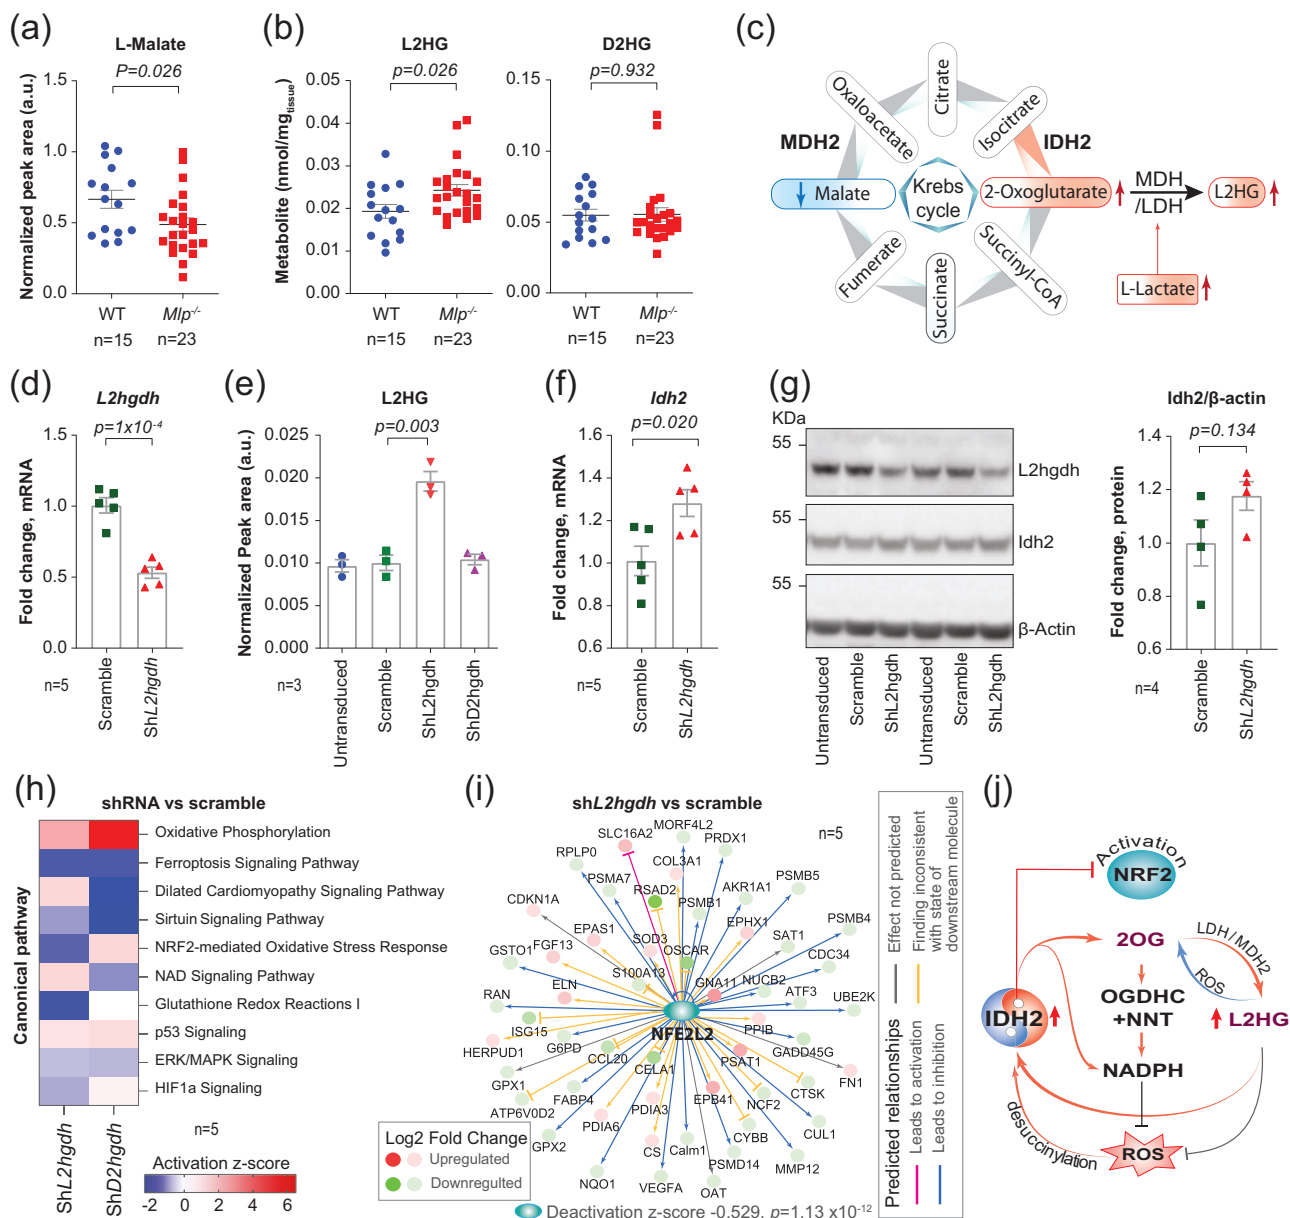 (a)
L-Malate
P=0.026
Normalized peak area (a.u.)
1.5
1.0
0.5
0.0
WT
Mlp-/-
n=15
n=23
(b)
L2HG
p=0.026
Metabolite (nmol/mgtissue)
0.05
0.04
0.03
0.02
0.01
0.00
WT
Mlp-/-
n=15
n=23
D2HG
p=0.932
0.15
0.10
0.05
0.00
WT
Mlp-/-
n=15
n=23
(c)
Citrate
Oxaloacetate
Isocitrate
MDH2
IDH2
Malate
Krebs
cycle
2-Oxoglutarate
MDH
/LDH
L2HG
Fumerate
Succinate
Succinyl-CoA
L-Lactate
(d)
L2hgdh
p=1x10-4
Fold change, mRNA
1.5
1.0
0.5
0.0
n=5
Scramble
ShL2hgdh
(e)
L2HG
p=0.003
Normalized Peak area (a.u.)
0.025
0.020
0.015
0.010
0.005
0.000
n=3
Untransduced
Scramble
ShL2hgdh
ShD2hgdh
(f)
Idh2
p=0.020
Fold change, mRNA
1.6
1.4
1.2
1.0
0.8
0.6
n=5
Scramble
ShL2hgdh
(g)
KDa
55
L2hgdh
55
Idh2
55
β-Actin
Untransduced
Scramble
ShL2hgdh
Untransduced
Scramble
ShL2hgdh
Idh2/β-actin
p=0.134
Fold change, protein
1.4
1.2
1.0
0.8
0.6
n=4
Scramble
ShL2hgdh
(h)
shRNA vs scramble
Canonical pathway
Oxidative Phosphorylation
Ferroptosis Signaling Pathway
Dilated Cardiomyopathy Signaling Pathway
Sirtuin Signaling Pathway
NRF2-mediated Oxidative Stress Response
NAD Signaling Pathway
Glutathione Redox Reactions I
p53 Signaling
ERK/MAPK Signaling
HIF1a Signaling
ShL2hgdh
ShD2hgdh
n=5
Activation z-score
-2 0 2 4 6
(i)
shL2hgdh vs scramble
n=5
MORF4L2
SLC16A2
PRDX1
RPLP0
COL3A1
PSMA7
RSAD2
AKR1A1
PSMB5
CDKN1A
PSMB1
EPHX1
PSMB4
EPAS1
SOD3
SAT1
FGF13
OSCAR
GSTO1
CDC34
S100A13
GNA11
NUCB2
ELN
ATF3
RAN
UBE2K
NFE2L2
ISG15
PPIB
HERPUD1
G6PD
GADD45G
CCL20
PSAT1
CELA1
FN1
GPX1
EPB41
CTSK
FABP4
ATP6V0D2
PDIA3
NCF2
PDIA6
CUL1
GPX2
CS
Calm1
CYBB
PSMD14
MMP12
NQO1
VEGFA
OAT
Log2 Fold Change
Upregulated
Downregulted
Deactivation z-score -0.529, p=1.13 x10-12
Predicted relationships
Leads to activation
Leads to inhibition
Effect not predicted
Finding inconsistent
with state of
downstream molecule
(j)
Activation
NRF2
2OG
LDH/MDH2
ROS
OGDHC
+NNT
IDH2
L2HG
NADPH
desuccinylation
ROS